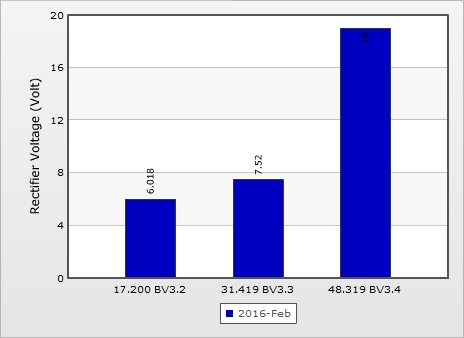 20
16
12
8
4
0
Rectifier Voltage (Volt)
6.018
7.52
19
17.200 BV3.2
31.419 BV3.3
48.319 BV3.4
2016-Feb